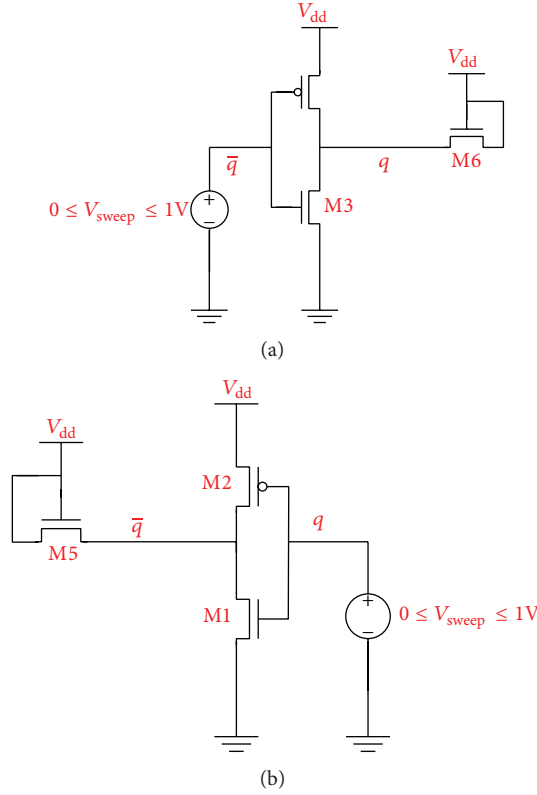 V_dd
V_dd
q̅
q
M6
0 ≤ V_sweep ≤ 1V
M3
(a)
V_dd
V_dd
M2
q̅
q
M5
M1
0 ≤ V_sweep ≤ 1V
(b)